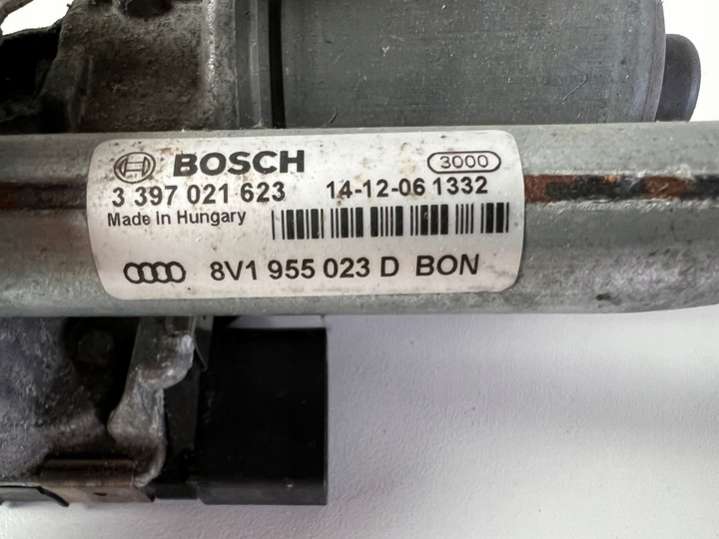 BOSCH 3000
3 397 021 623 14-12-06 1332
Made In Hungary
8V1 955 023 D BON